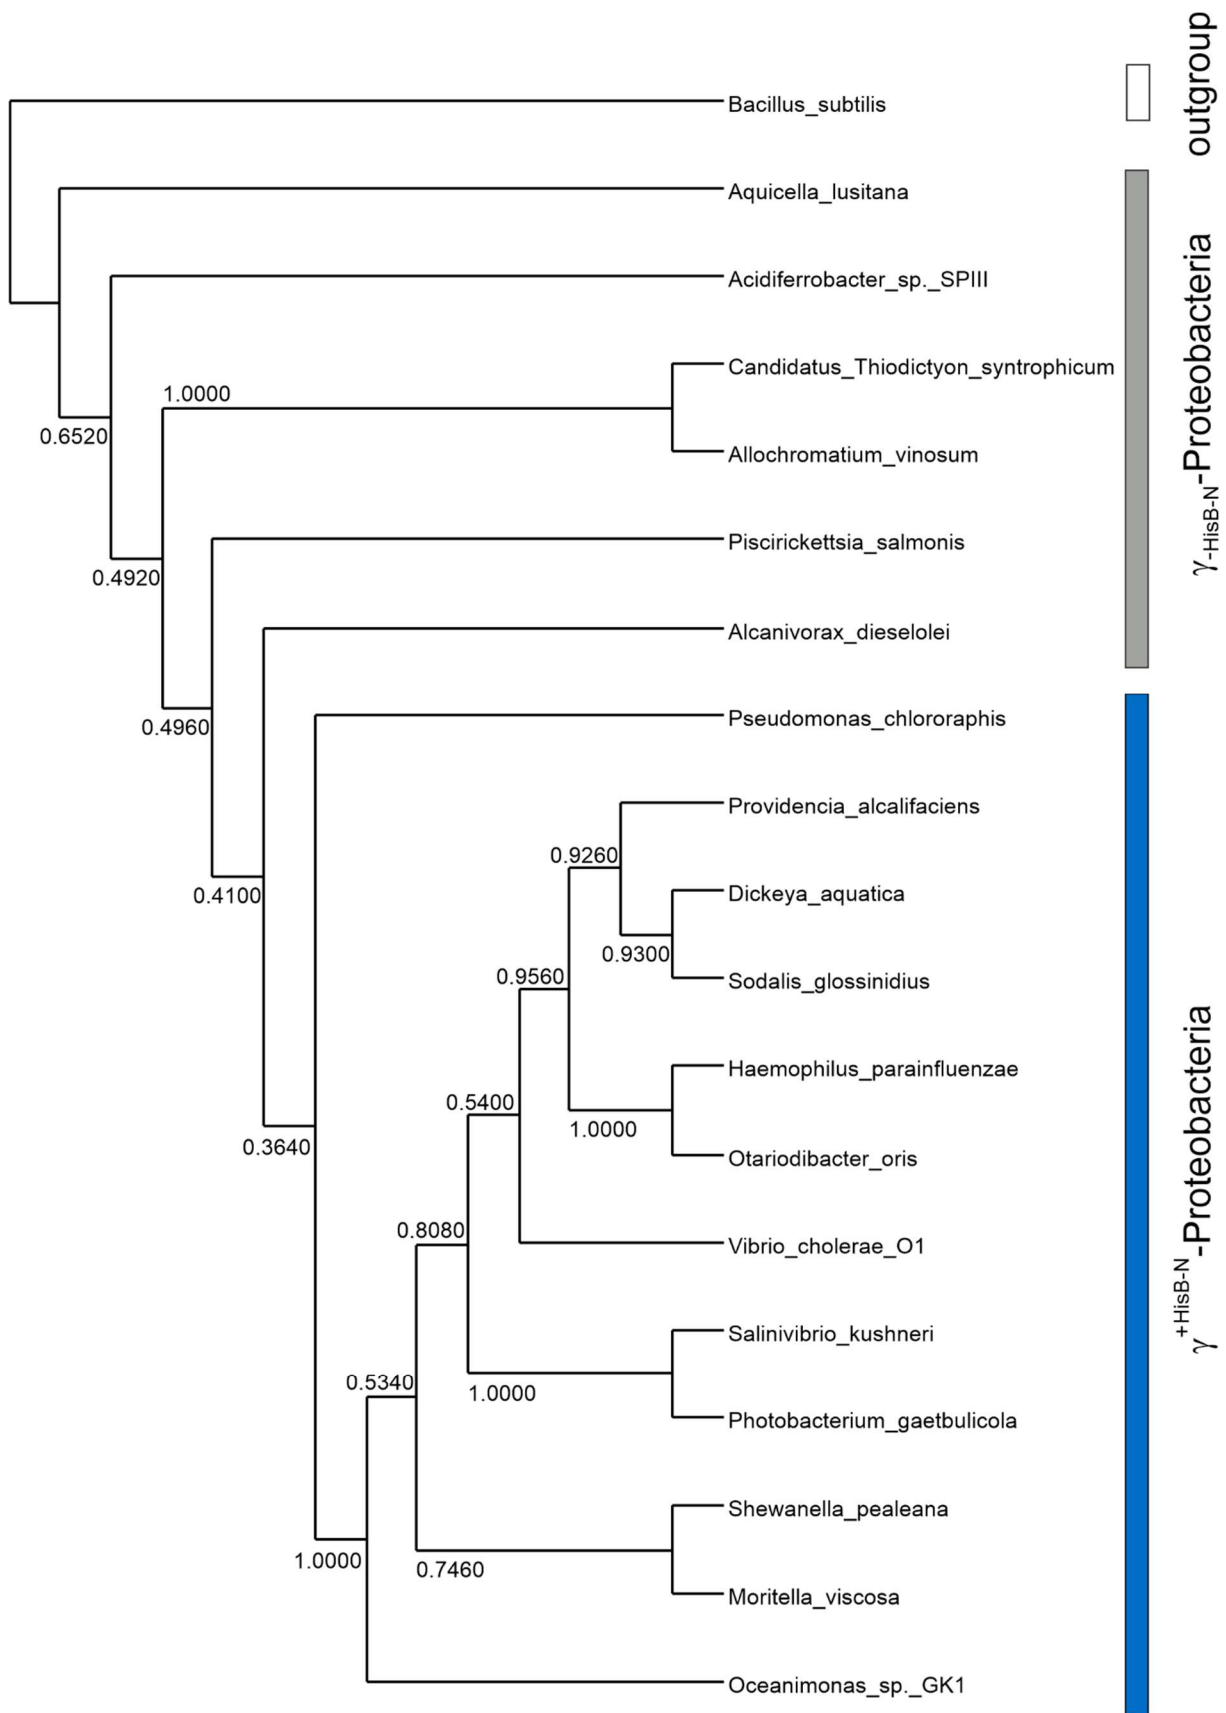 outgroup
Bacillus_subtilis
Aquicella_lusitana
Acidiferrobacter_sp._SPIII
Candidatus_Thiodictyon_syntrophicum
1.0000
0.6520
Allochromatium_vinosum
γ-HisB-N-Proteobacteria
Piscirickettsia_salmonis
0.4920
Alcanivorax_dieselolei
Pseudomonas_chlororaphis
0.4960
Providencia_alcalifaciens
0.9260
Dickeya_aquatica
0.4100
0.9300
0.9560
Sodalis_glossinidius
Haemophilus_parainfluenzae
0.5400
1.0000
0.3640
Otariodibacter_oris
γ+HisB-N-Proteobacteria
0.8080
Vibrio_cholerae_O1
Salinivibrio_kushneri
0.5340
1.0000
Photobacterium_gaetbulicola
Shewanella_pealeana
1.0000
0.7460
Moritella_viscosa
Oceanimonas_sp._GK1